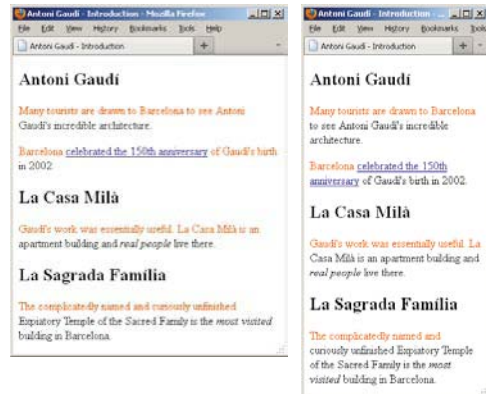 Antoni Gaudí - Introduction - Mozilla Firefox
File Edit View History Bookmarks Tools Help
Antoni Gaudí - Introduction +
Antoni Gaudí
Many tourists are drawn to Barcelona to see Antoni
Gaudí's incredible architecture.
Barcelona celebrated the 150th anniversary of Gaudí's birth
in 2002.
La Casa Milà
Gaudí's work was essentially useful. La Casa Milà is an
apartment building and real people live there.
La Sagrada Família
The complicatedly named and curiously unfinished
Expiatory Temple of the Sacred Family is the most visited
building in Barcelona.
Antoni Gaudí - Introduction - ...
File Edit View History Bookmarks Tools Help
Antoni Gaudí - Introduction +
Antoni Gaudí
Many tourists are drawn to Barcelona
to see Antoni Gaudí's incredible
architecture.
Barcelona celebrated the 150th
anniversary of Gaudí's birth in 2002.
La Casa Milà
Gaudí's work was essentially useful. La
Casa Milà is an apartment building and
real people live there.
La Sagrada Família
The complicatedly named and
curiously unfinished Expiatory Temple
of the Sacred Family is the most
visited building in Barcelona.